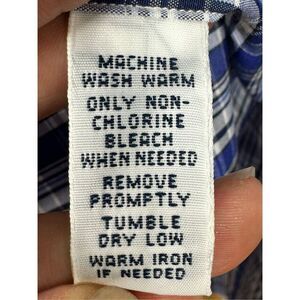 MACHINE
WASH WARM
ONLY NON-
CHLORINE
BLEACH
WHEN NEEDED
REMOVE
PROMPTLY
TUMBLE
DRY LOW
WARM IRON
IF NEEDED